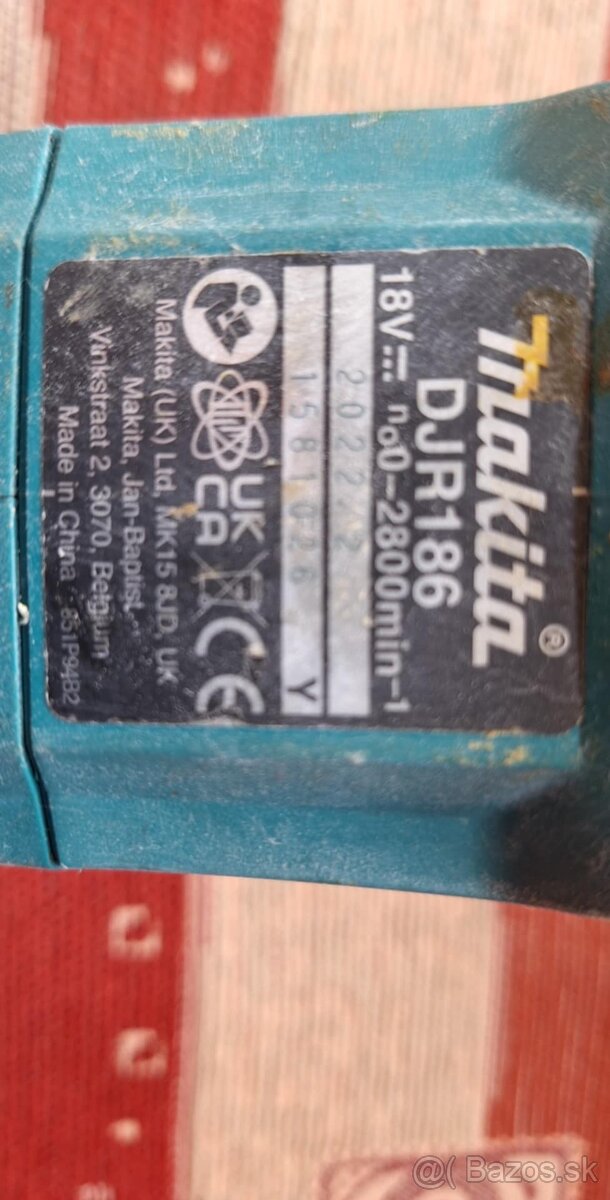 makita®
DJR186
18V n₀0-2800min⁻¹
2022 2
1581026 Y
UK
CA
CE
Makita (UK) Ltd, MK15 8JD, UK
Makita, Jan-Baptist
Vinkstraat 2, 3070, Belgium
Made in China 851P94B2
@( Bazos.sk